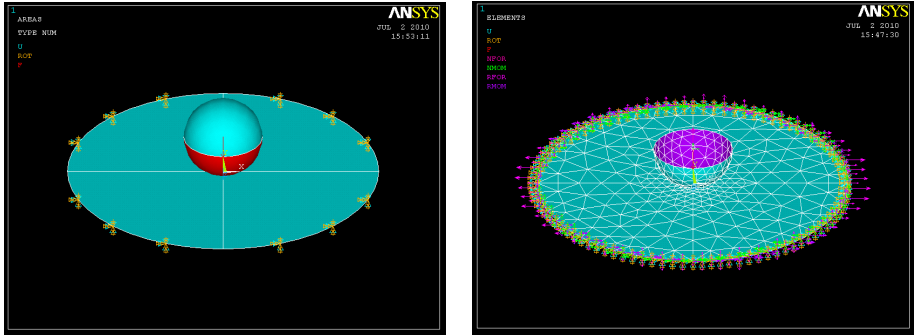 1
AREAS
TYPE NUM
U
ROT
F
ANSYS
JUL 2 2010
15:53:11
X
1
ELEMENTS
U
ROT
F
NFOR
NMOM
RFOR
RMOM
ANSYS
JUL 2 2010
15:47:30